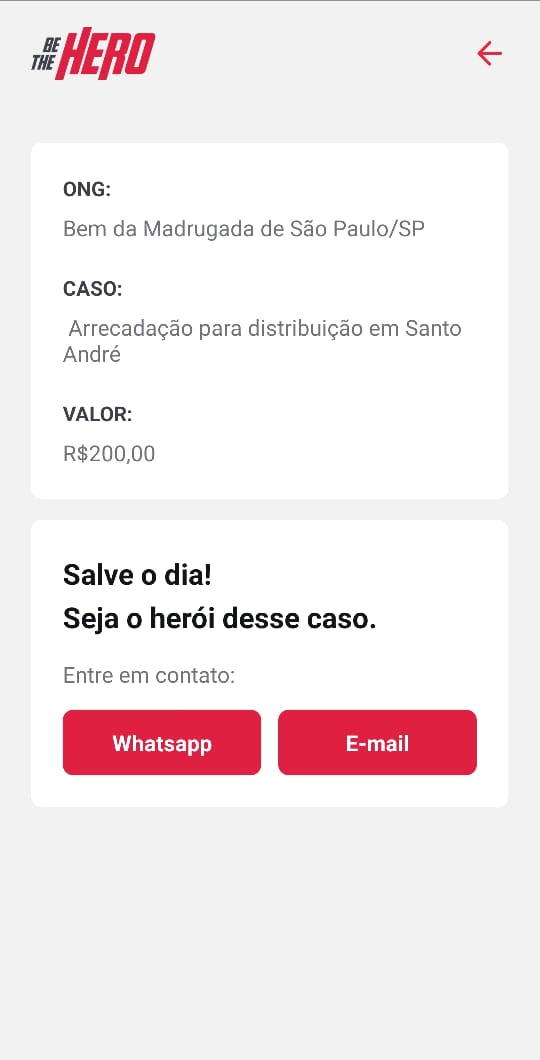 BE
THE HERO
ONG:
Bem da Madrugada de São Paulo/SP
CASO:
Arrecadação para distribuição em Santo
André
VALOR:
R$200,00
Salve o dia!
Seja o herói desse caso.
Entre em contato:
Whatsapp E-mail